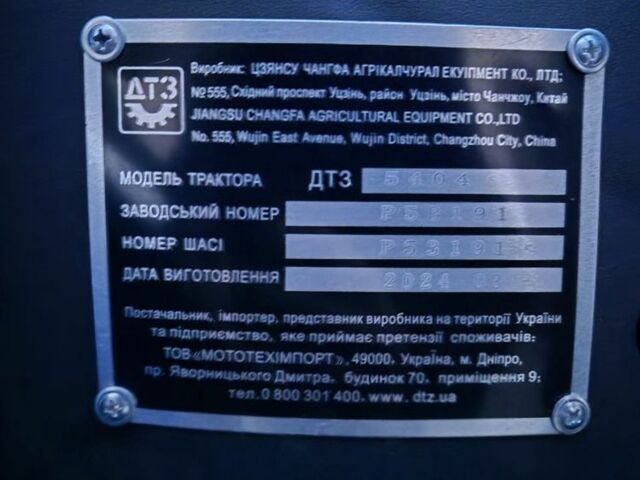 ДТЗ
Виробник: ЦЗЯНСУ ЧАНГФА АГРІКАЛЧУРАЛ ЕКУІПМЕНТ КО., ЛТД;
№555, Східний проспект Уцзінь, район Уцзінь, місто Чанчжоу, Китай
JIANGSU CHANGFA AGRICULTURAL EQUIPMENT CO.,LTD
No. 555, Wujin East Avenue, Wujin District, Changzhou City, China
МОДЕЛЬ ТРАКТОРА ДТЗ 5404
ЗАВОДСЬКИЙ НОМЕР
НОМЕР ШАСІ
ДАТА ВИГОТОВЛЕННЯ 2024
Постачальник, імпортер, представник виробника на території України
та підприємство, яке приймає претензії споживачів:
ТОВ «МОТОТЕХІМПОРТ», 49000, Україна, м. Дніпро,
пр. Яворницького Дмитра, будинок 70, приміщення 9;
тел. 0 800 301 400. www. dtz.ua